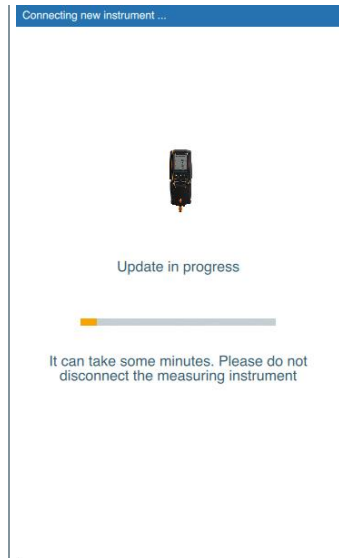 Connecting new instrument ...
Update in progress
It can take some minutes. Please do not
disconnect the measuring instrument